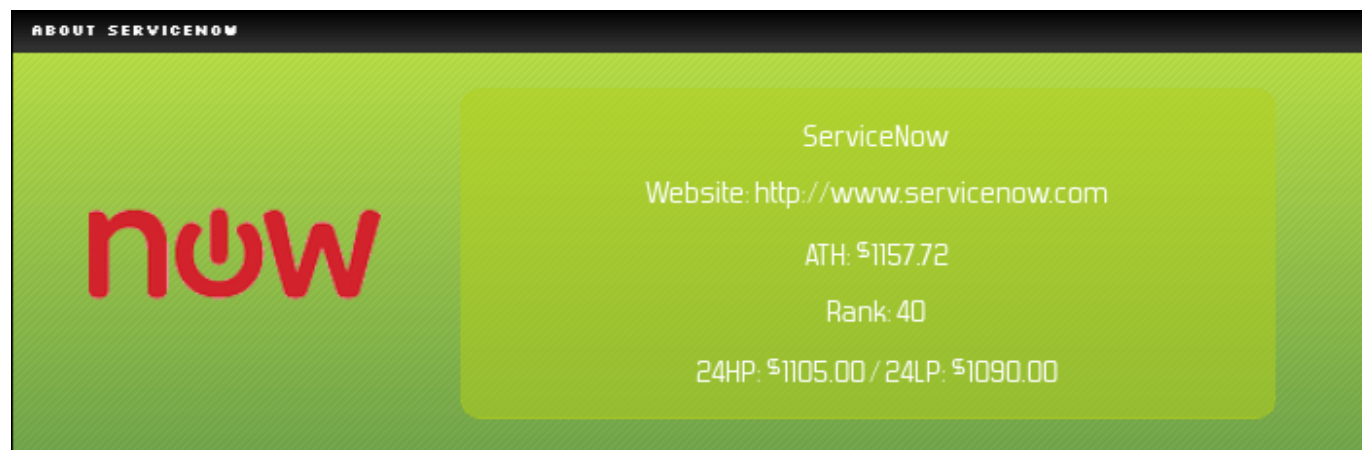 ABOUT SERVICENOW
now
ServiceNow
Website: http://www.servicenow.com
ATH: $1157.72
Rank: 40
24HP: $1105.00 / 24LP: $1090.00